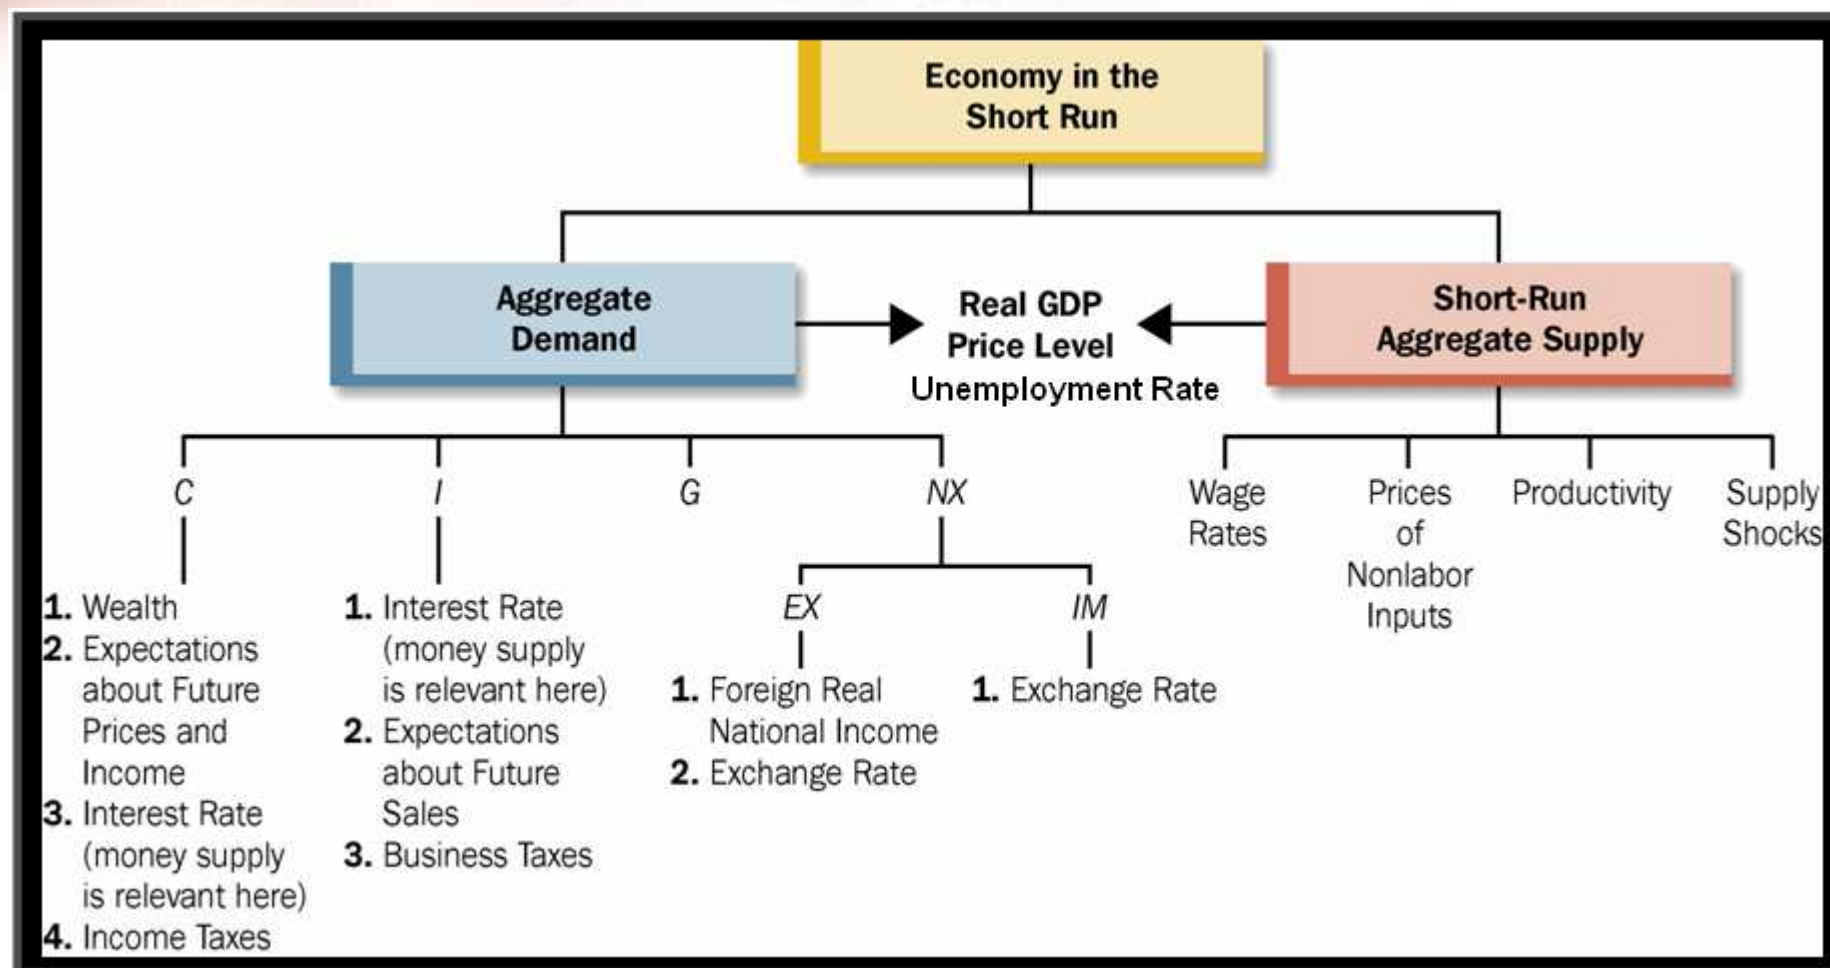 Economy in the
Short Run
Aggregate
Demand
Real GDP
Price Level
Unemployment Rate
Short-Run
Aggregate Supply
C
I
G
NX
Wage
Rates
Prices
of
Nonlabor
Inputs
Productivity
Supply
Shocks
1. Wealth
2. Expectations
about Future
Prices and
Income
3. Interest Rate
(money supply
is relevant here)
4. Income Taxes
1. Interest Rate
(money supply
is relevant here)
2. Expectations
about Future
Sales
3. Business Taxes
EX
IM
1. Foreign Real
National Income
2. Exchange Rate
1. Exchange Rate